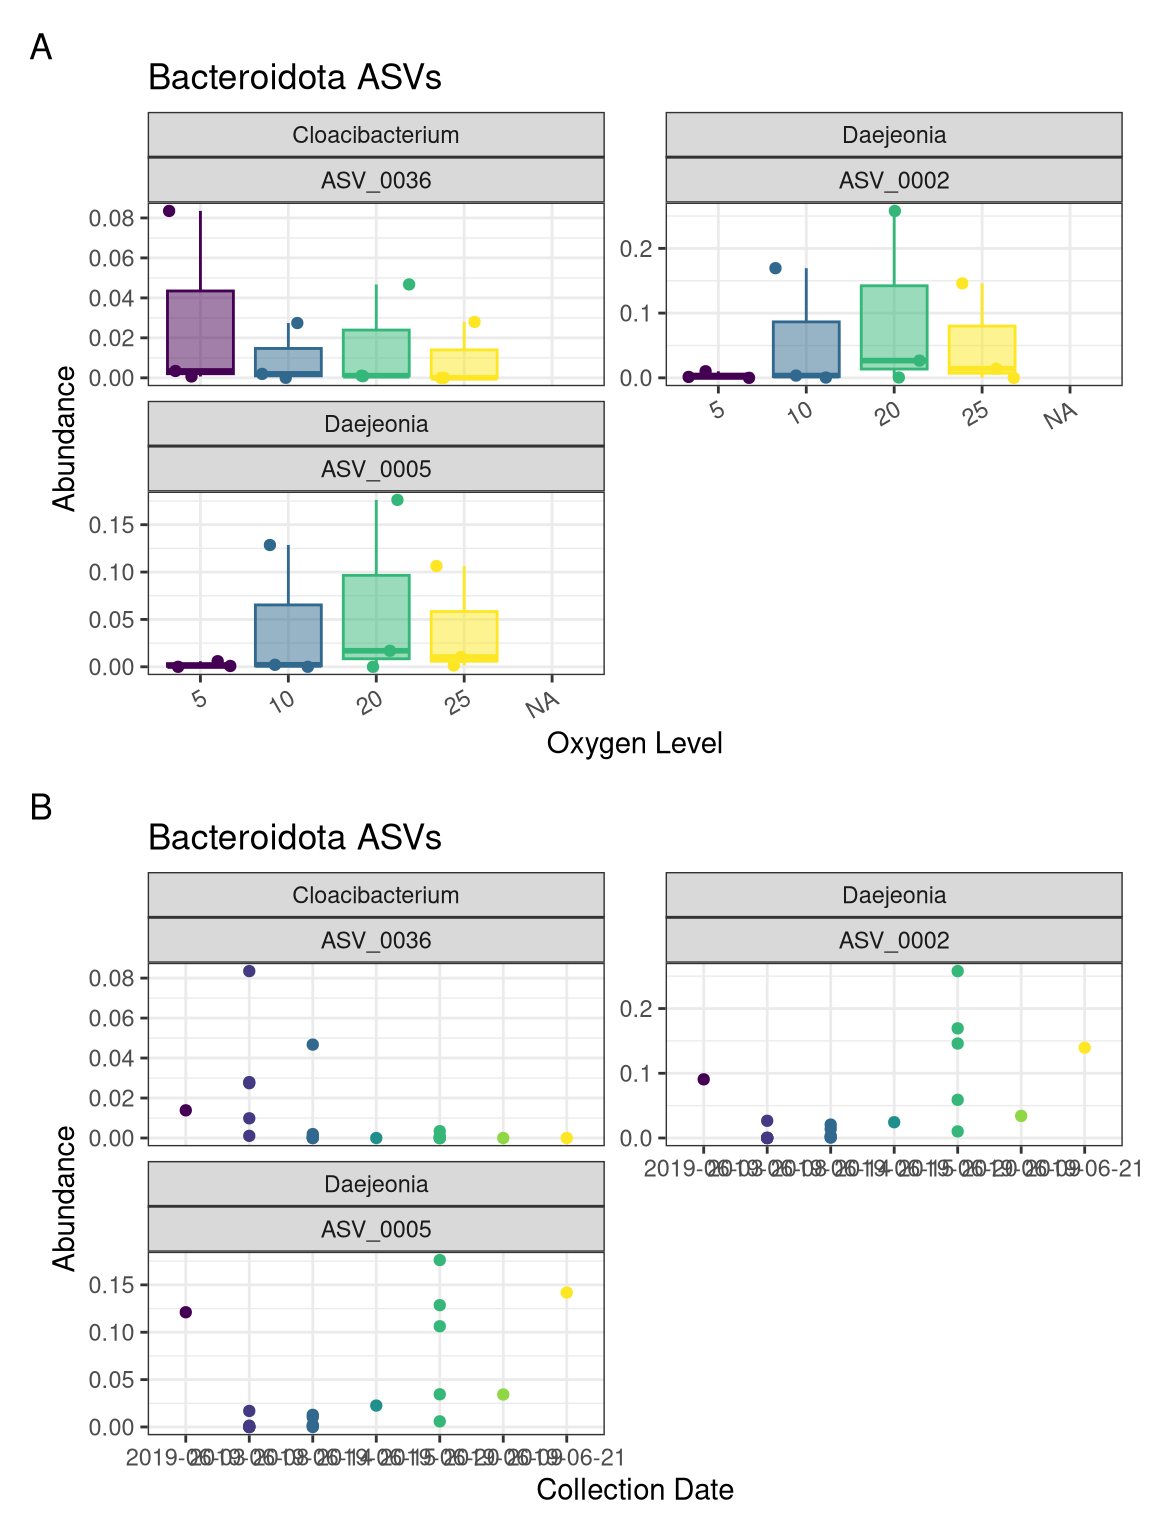 A
Bacteroidota ASVs
Cloacibacterium
ASV_0036
0.08
0.06
0.04
0.02
0.00
Daejeonia
ASV_0002
0.2
0.1
0.0
5
10
20
25
NA
Daejeonia
ASV_0005
0.15
0.10
0.05
0.00
5
10
20
25
NA
Abundance
Oxygen Level
B
Bacteroidota ASVs
Cloacibacterium
ASV_0036
0.08
0.06
0.04
0.02
0.00
Daejeonia
ASV_0002
0.2
0.1
0.0
Daejeonia
ASV_0005
0.15
0.10
0.05
0.00
Abundance
Collection Date